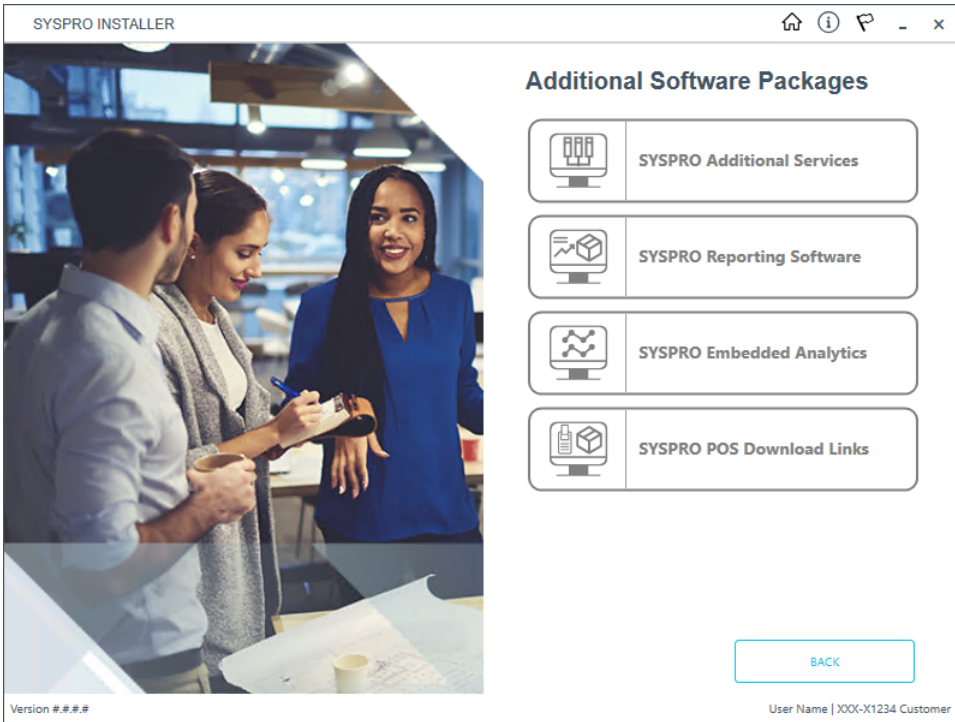 SYSPRO INSTALLER
Additional Software Packages
SYSPRO Additional Services
SYSPRO Reporting Software
SYSPRO Embedded Analytics
SYSPRO POS Download Links
BACK
Version #.#.#.#
User Name | XXX-X1234 Customer